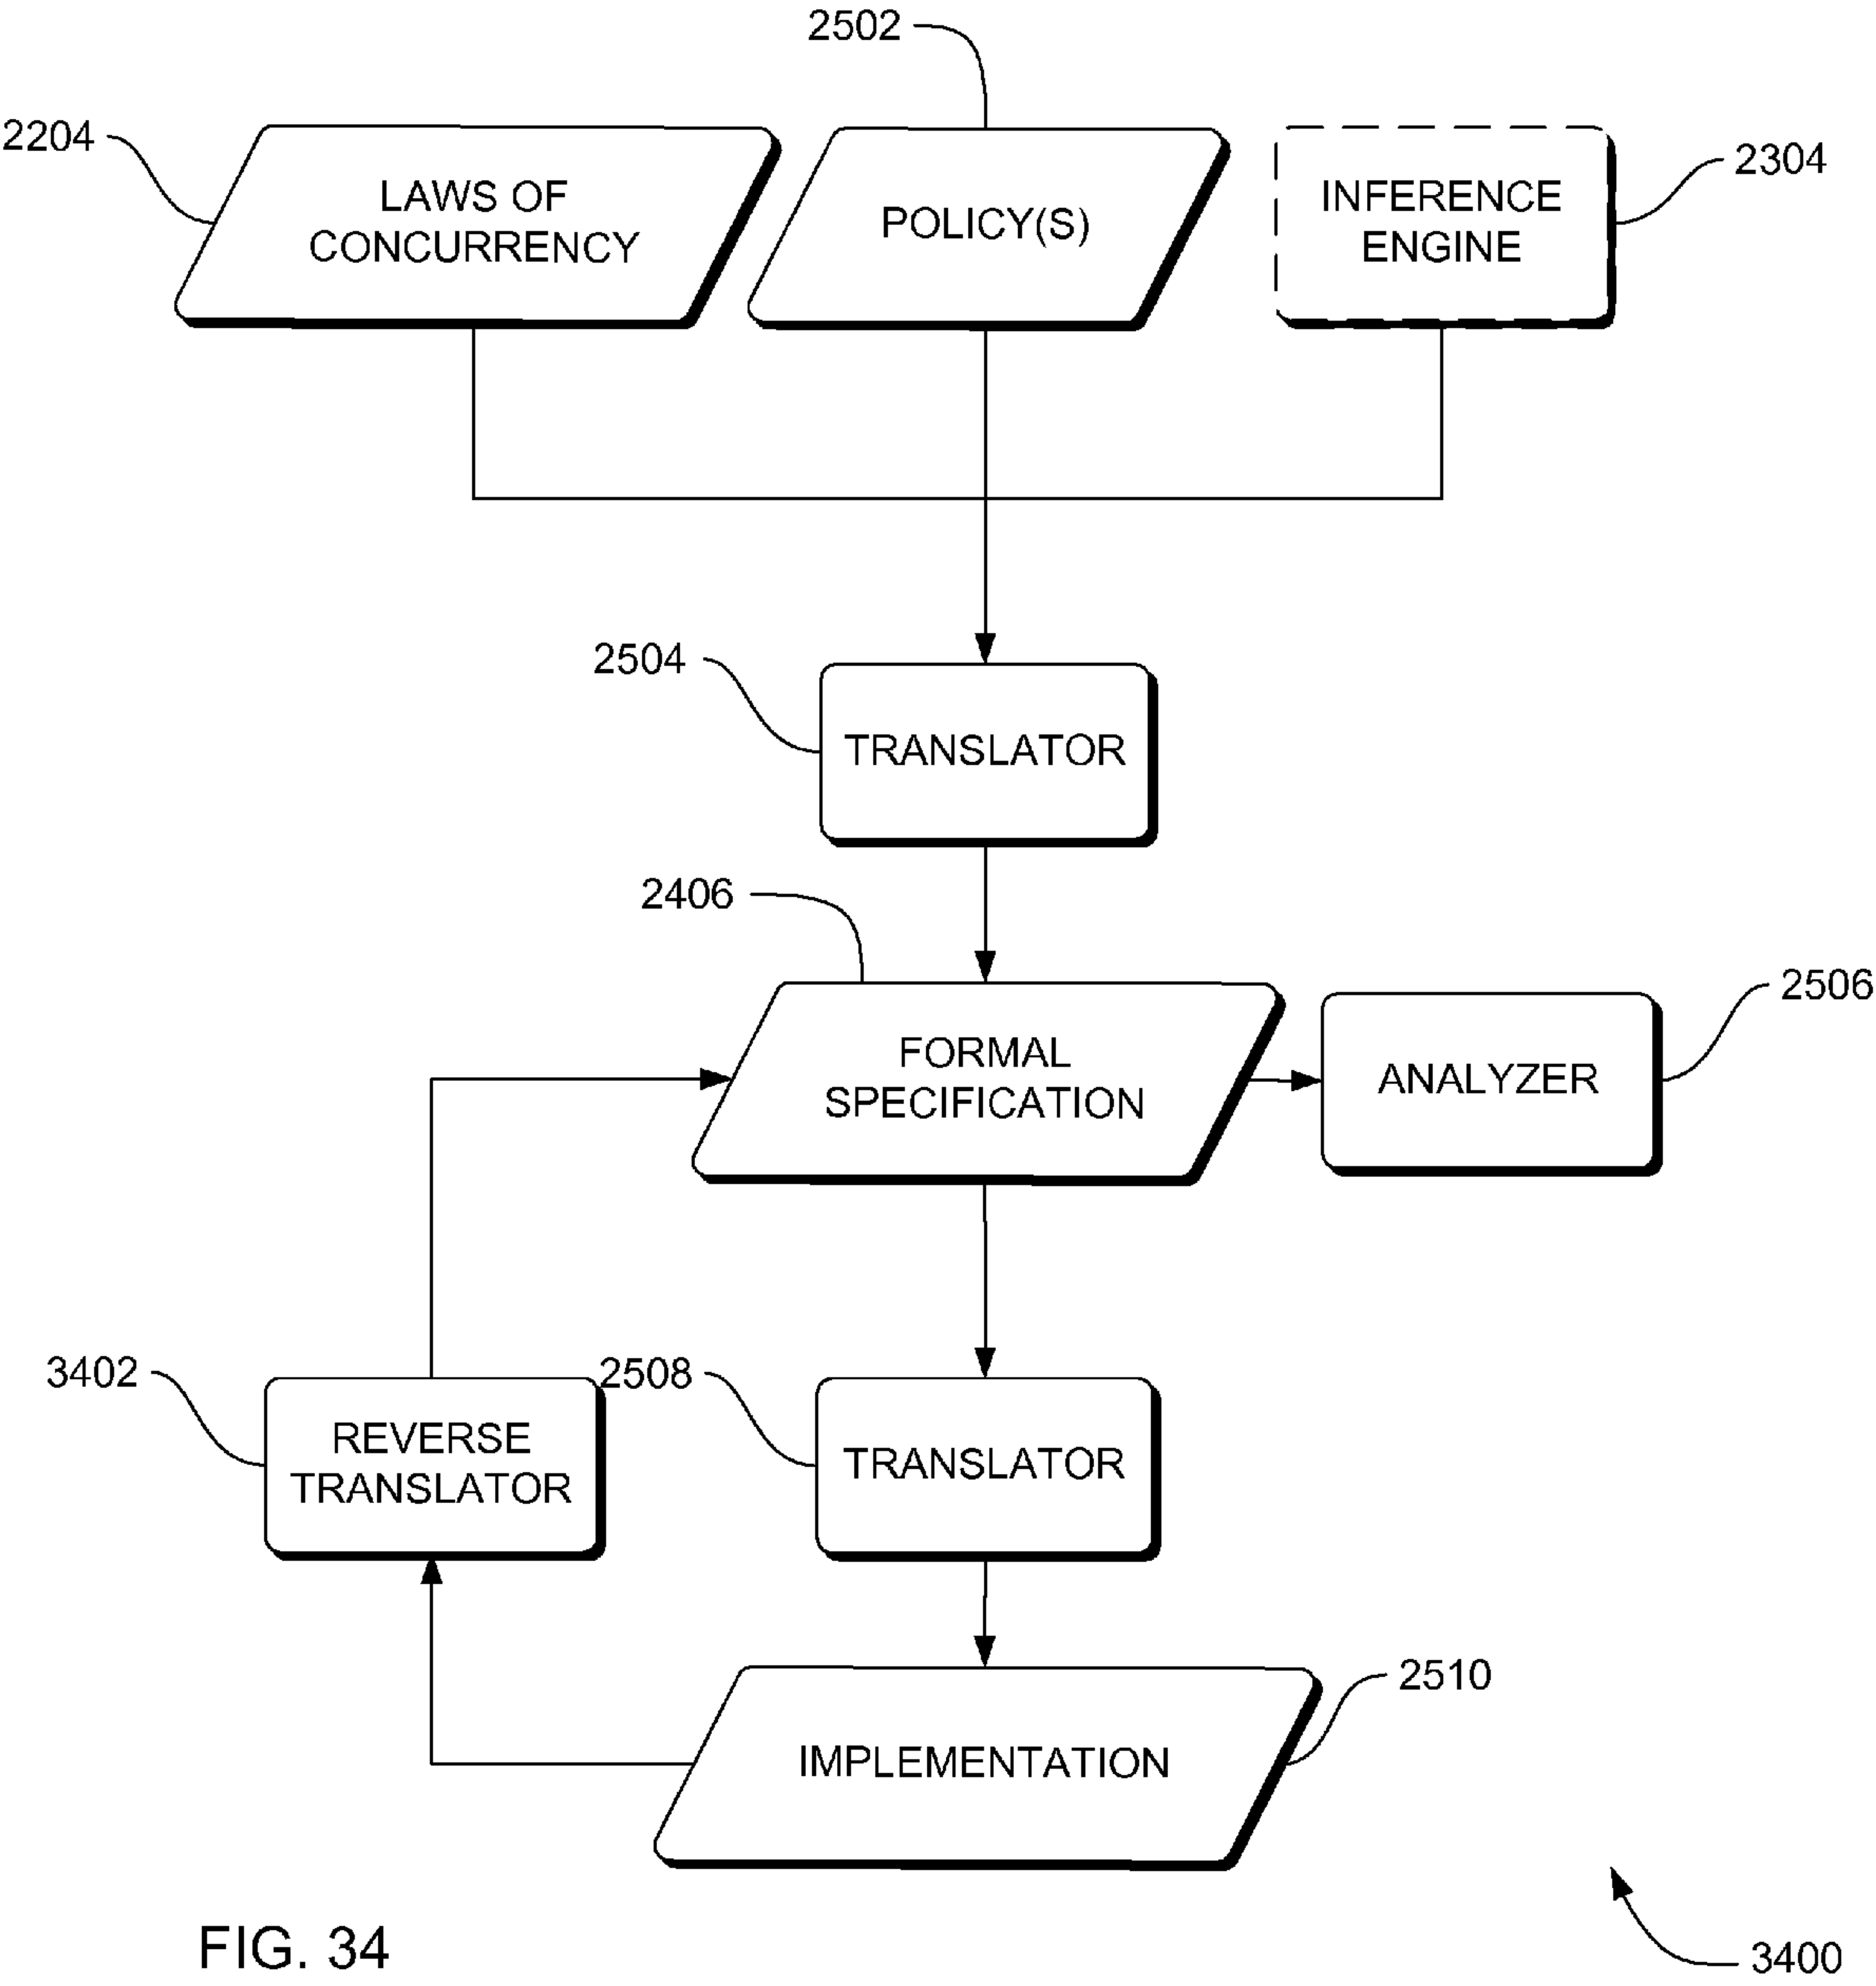 2502
2204
LAWS OF
CONCURRENCY
POLICY(S)
INFERENCE
ENGINE
2304
2504
TRANSLATOR
2406
FORMAL
SPECIFICATION
ANALYZER
2506
3402
REVERSE
TRANSLATOR
2508
TRANSLATOR
IMPLEMENTATION
2510
FIG. 34
3400